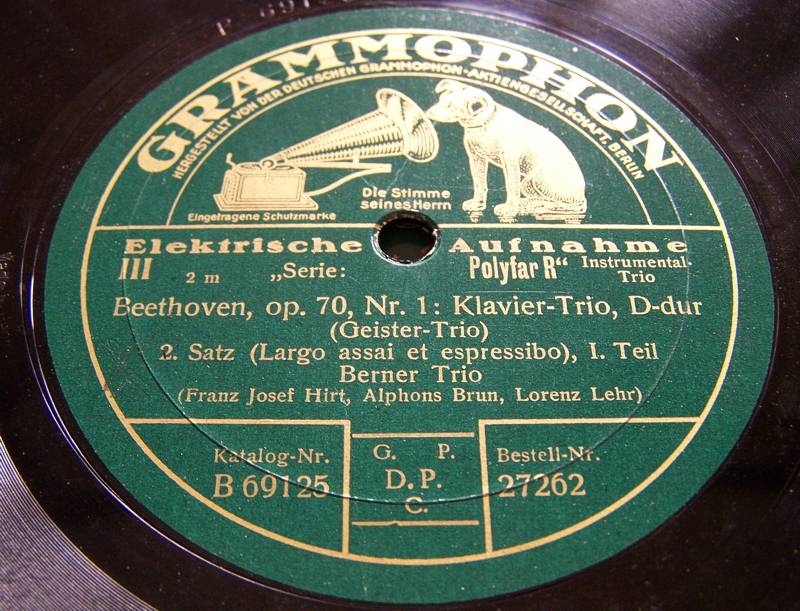 GRAMMOPHON
HERGESTELLT VON DER DEUTSCHEN GRAMMOPHON-AKTIENGESELLSCHAFT, BERLIN
Die Stimme
seines Herrn
Eingetragene Schutzmarke
Elektrische Aufnahme
III 2 m „Serie: Polyfar R“ Instrumental-
Trio
Beethoven, op. 70, Nr. 1: Klavier-Trio, D-dur
(Geister-Trio)
2. Satz (Largo assai et espressibo), I. Teil
Berner Trio
(Franz Josef Hirt, Alphons Brun, Lorenz Lehr)
Katalog-Nr. G. P. Bestell-Nr.
B 69125 D.P. 27262
C.